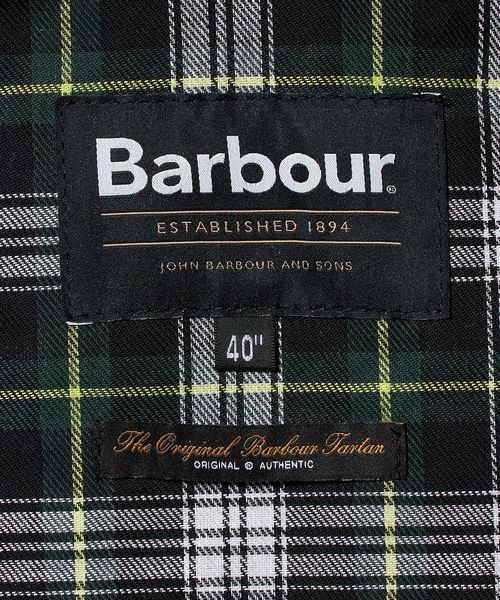 Barbour®
ESTABLISHED 1894
JOHN BARBOUR AND SONS
40"
The Original Barbour Tartan
ORIGINAL ® AUTHENTIC